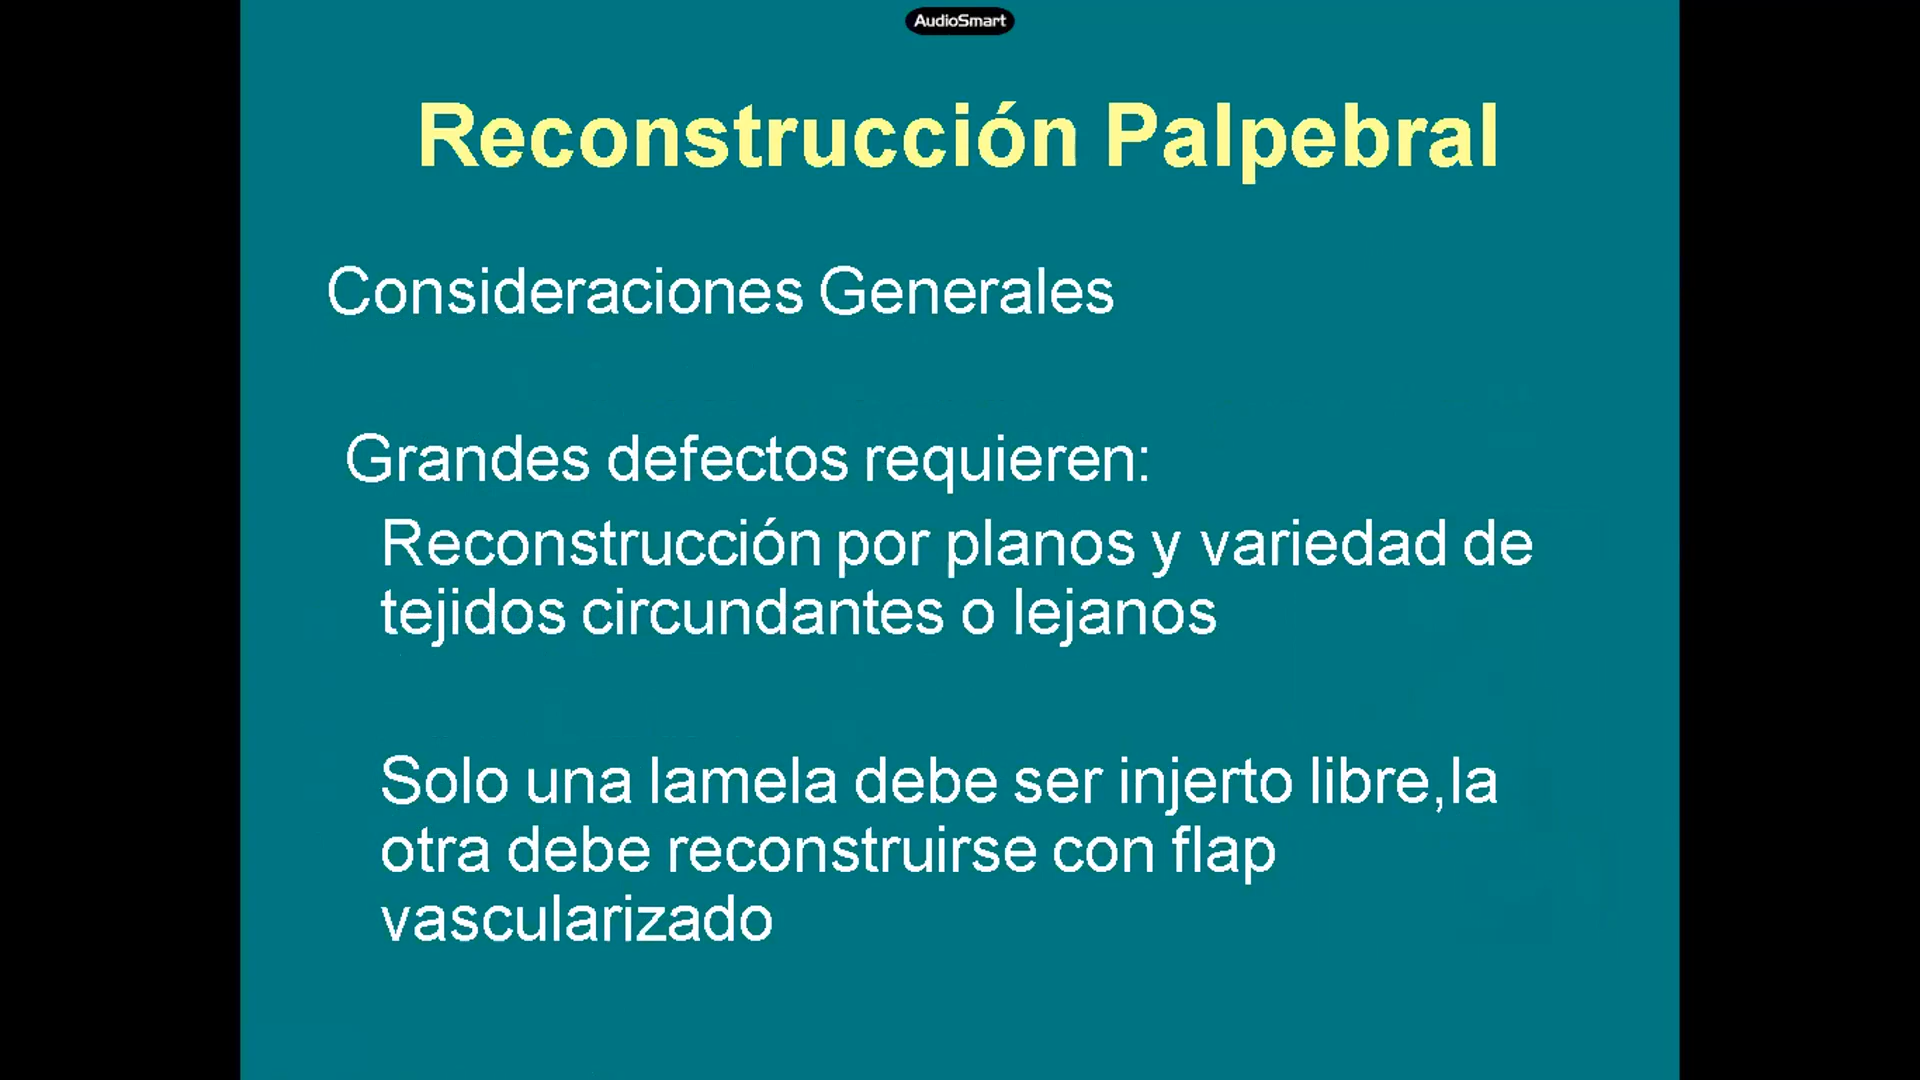 AudioSmart
Reconstrucción Palpebral
Consideraciones Generales
Grandes defectos requieren:
Reconstrucción por planos y variedad de
tejidos circundantes o lejanos
Solo una lamela debe ser injerto libre,la
otra debe reconstruirse con flap
vascularizado